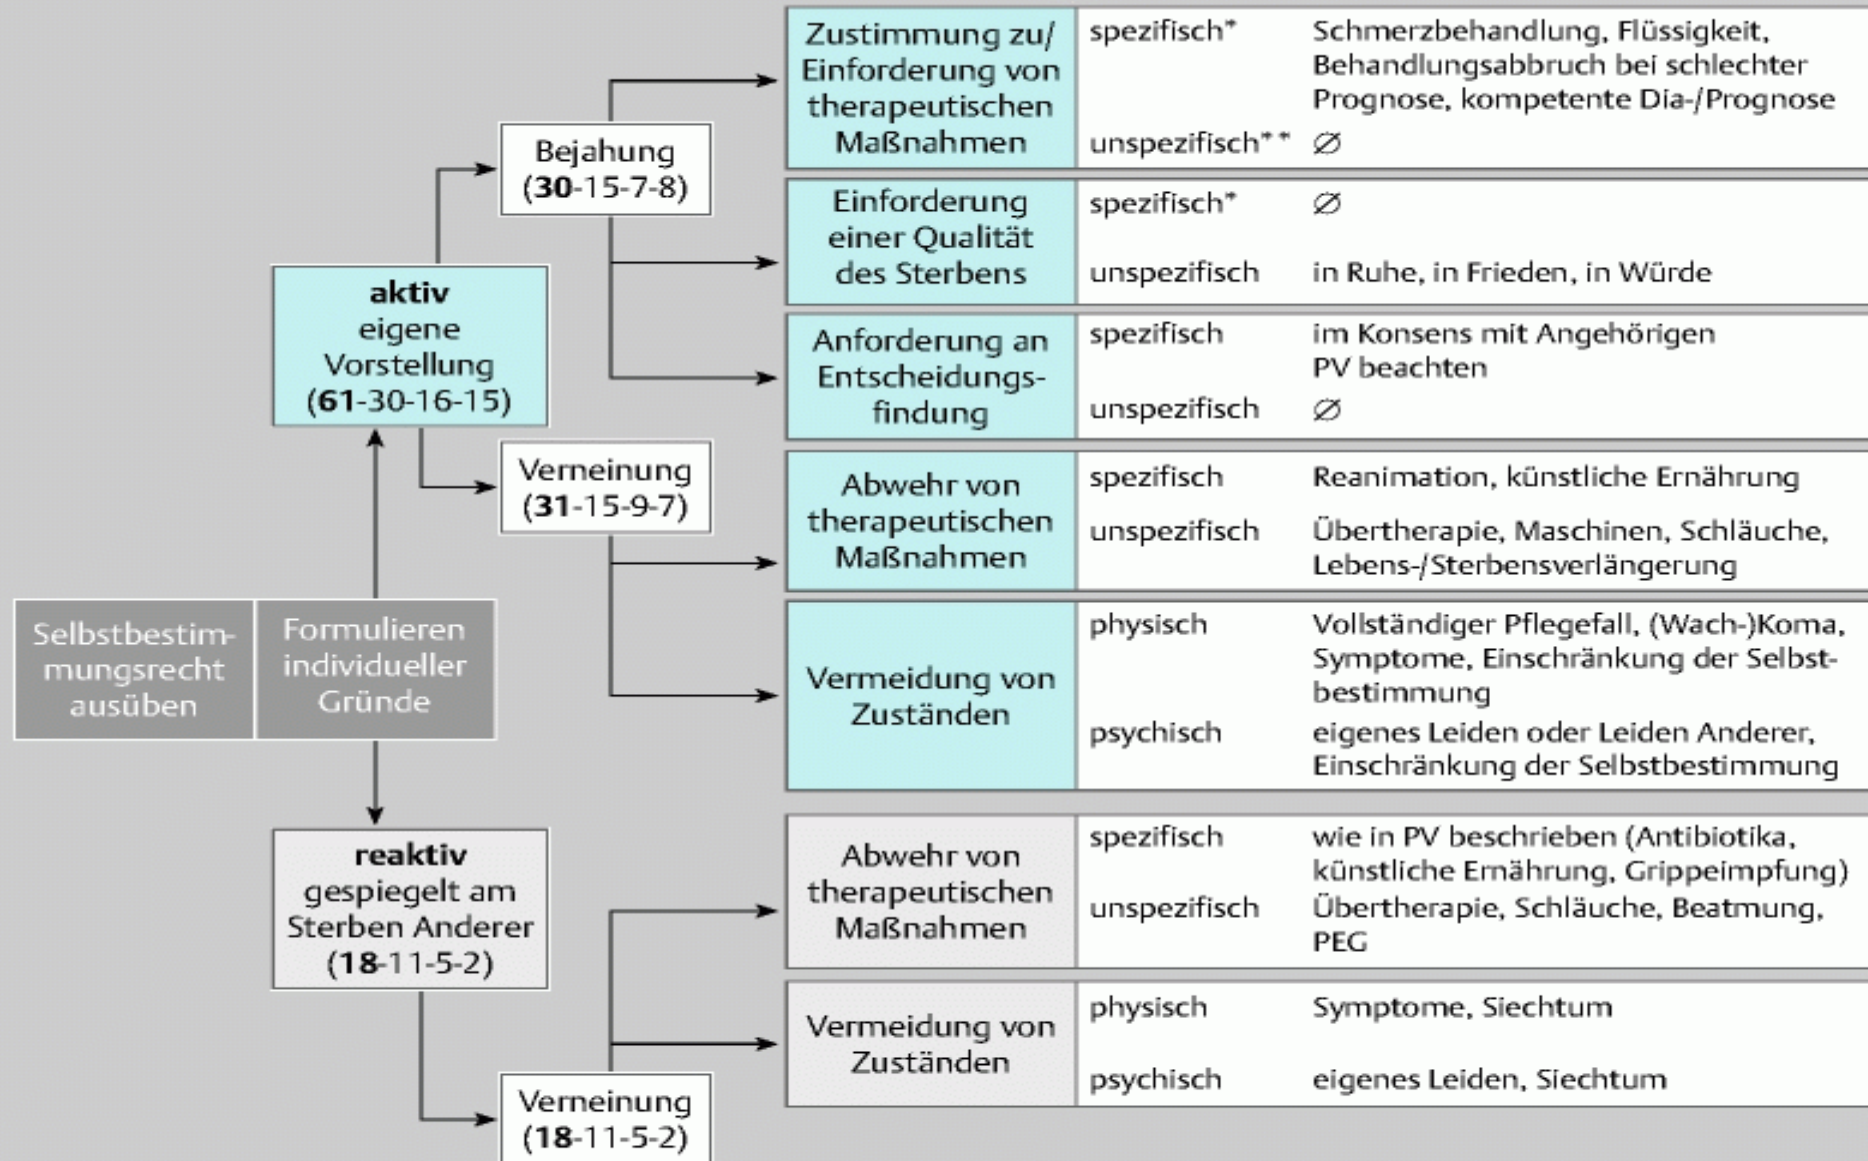 Zustimmung zu/
Einforderung von
therapeutischen
Maßnahmen
spezifisch*
Schmerzbehandlung, Flüssigkeit,
Behandlungsabbruch bei schlechter
Prognose, kompetente Dia-/Prognose
unspezifisch**
∅
Bejahung
(30-15-7-8)
Einforderung
einer Qualität
des Sterbens
spezifisch*
∅
unspezifisch
in Ruhe, in Frieden, in Würde
aktiv
eigene
Vorstellung
(61-30-16-15)
Anforderung an
Entscheidungs-
findung
spezifisch
im Konsens mit Angehörigen
PV beachten
unspezifisch
∅
Verneinung
(31-15-9-7)
Abwehr von
therapeutischen
Maßnahmen
spezifisch
Reanimation, künstliche Ernährung
unspezifisch
Übertherapie, Maschinen, Schläuche,
Lebens-/Sterbensverlängerung
Selbstbestim-
mungsrecht
ausüben
Formulieren
individueller
Gründe
Vermeidung von
Zuständen
physisch
Vollständiger Pflegefall, (Wach-)Koma,
Symptome, Einschränkung der Selbst-
bestimmung
psychisch
eigenes Leiden oder Leiden Anderer,
Einschränkung der Selbstbestimmung
reaktiv
gespiegelt am
Sterben Anderer
(18-11-5-2)
Abwehr von
therapeutischen
Maßnahmen
spezifisch
wie in PV beschrieben (Antibiotika,
künstliche Ernährung, Grippeimpfung)
unspezifisch
Übertherapie, Schläuche, Beatmung,
PEG
Vermeidung von
Zuständen
physisch
Symptome, Siechtum
psychisch
eigenes Leiden, Siechtum
Verneinung
(18-11-5-2)